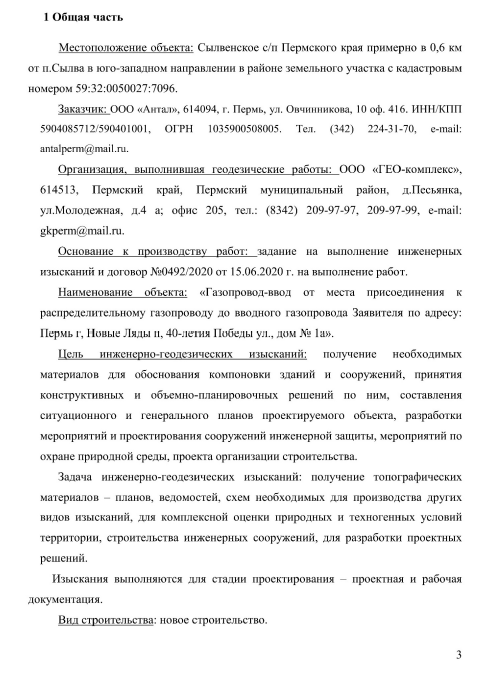 1 Общая часть
Местоположение объекта: Сылвенское с/п Пермского края примерно в 0,6 км
от п.Сылва в юго-западном направлении в районе земельного участка с кадастровым
номером 59:32:0050027:7096.
Заказчик: ООО «Антал», 614094, г. Пермь, ул. Овчинникова, 10 оф. 416. ИНН/КПП
5904085712/590401001, ОГРН 1035900508005. Тел. (342) 224-31-70, e-mail:
antalperm@mail.ru.
Организация, выполнившая геодезические работы: ООО «ГЕО-комплекс»,
614513, Пермский край, Пермский муниципальный район, д.Песьянка,
ул.Молодежная, д.4 а; офис 205, тел.: (8342) 209-97-97, 209-97-99, e-mail:
gkperm@mail.ru.
Основание к производству работ: задание на выполнение инженерных
изысканий и договор №0492/2020 от 15.06.2020 г. на выполнение работ.
Наименование объекта: «Газопровод-ввод от места присоединения к
распределительному газопроводу до вводного газопровода Заявителя по адресу:
Пермь г, Новые Ляды п, 40-летия Победы ул., дом № 1а».
Цель инженерно-геодезических изысканий: получение необходимых
материалов для обоснования компоновки зданий и сооружений, принятия
конструктивных и объемно-планировочных решений по ним, составления
ситуационного и генерального планов проектируемого объекта, разработки
мероприятий и проектирования сооружений инженерной защиты, мероприятий по
охране природной среды, проекта организации строительства.
Задача инженерно-геодезических изысканий: получение топографических
материалов – планов, ведомостей, схем необходимых для производства других
видов изысканий, для комплексной оценки природных и техногенных условий
территории, строительства инженерных сооружений, для разработки проектных
решений.
Изыскания выполняются для стадии проектирования – проектная и рабочая
документация.
Вид строительства: новое строительство.
3